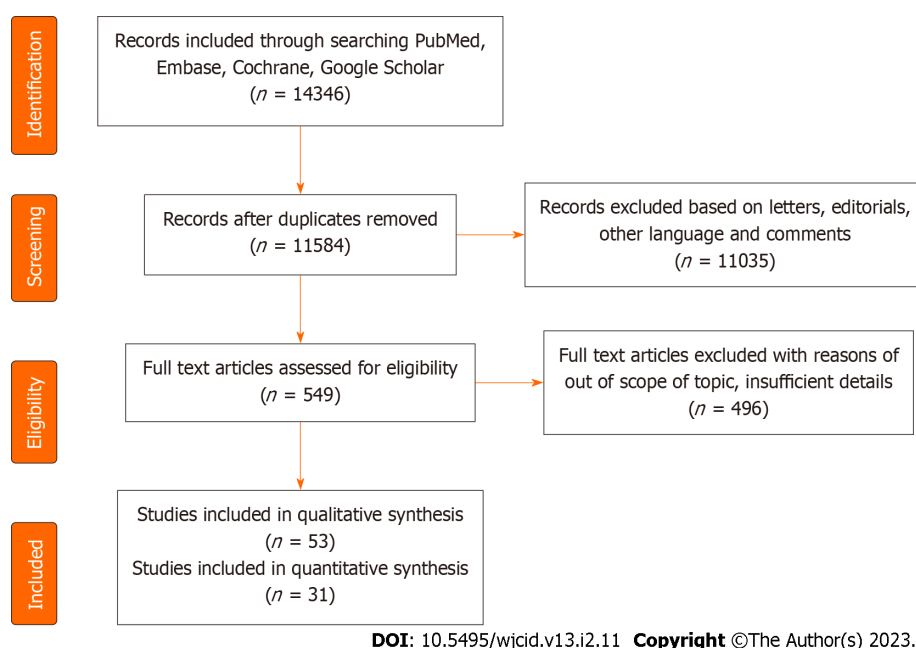 Identification
Records included through searching PubMed,
Embase, Cochrane, Google Scholar
(n = 14346)
Screening
Records after duplicates removed
(n = 11584)
Records excluded based on letters, editorials,
other language and comments
(n = 11035)
Eligibility
Full text articles assessed for eligibility
(n = 549)
Full text articles excluded with reasons of
out of scope of topic, insufficient details
(n = 496)
Included
Studies included in qualitative synthesis
(n = 53)
Studies included in quantitative synthesis
(n = 31)
DOI: 10.5495/wjcid.v13.i2.11 Copyright ©The Author(s) 2023.